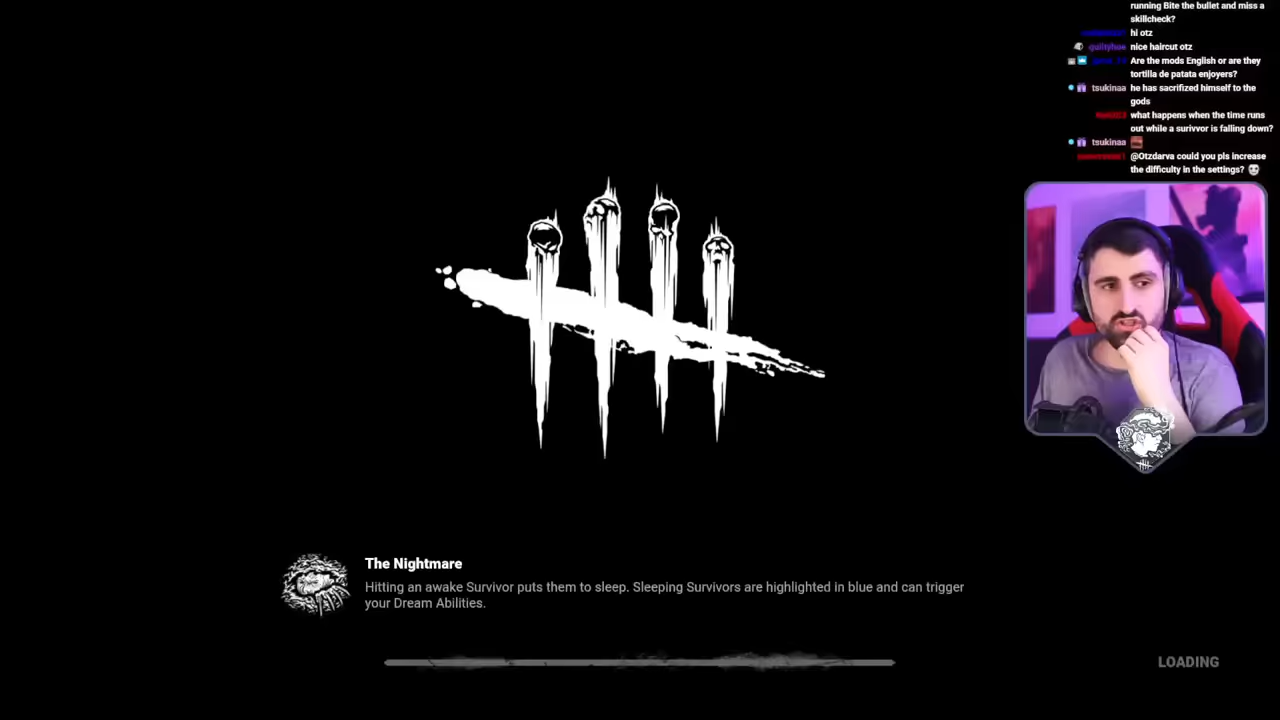 running Bite the bullet and miss a
skillcheck?
hi otz
nice haircut otz
Are the mods English or are they
tortilla de patata enjoyers?
tsukinaa he has sacrifized himself to the
gods
what happens when the time runs
out while a surivvor is falling down?
tsukinaa
@Otzdarva could you pls increase
the difficulty in the settings?
The Nightmare
Hitting an awake Survivor puts them to sleep. Sleeping Survivors are highlighted in blue and can trigger
your Dream Abilities.
LOADING